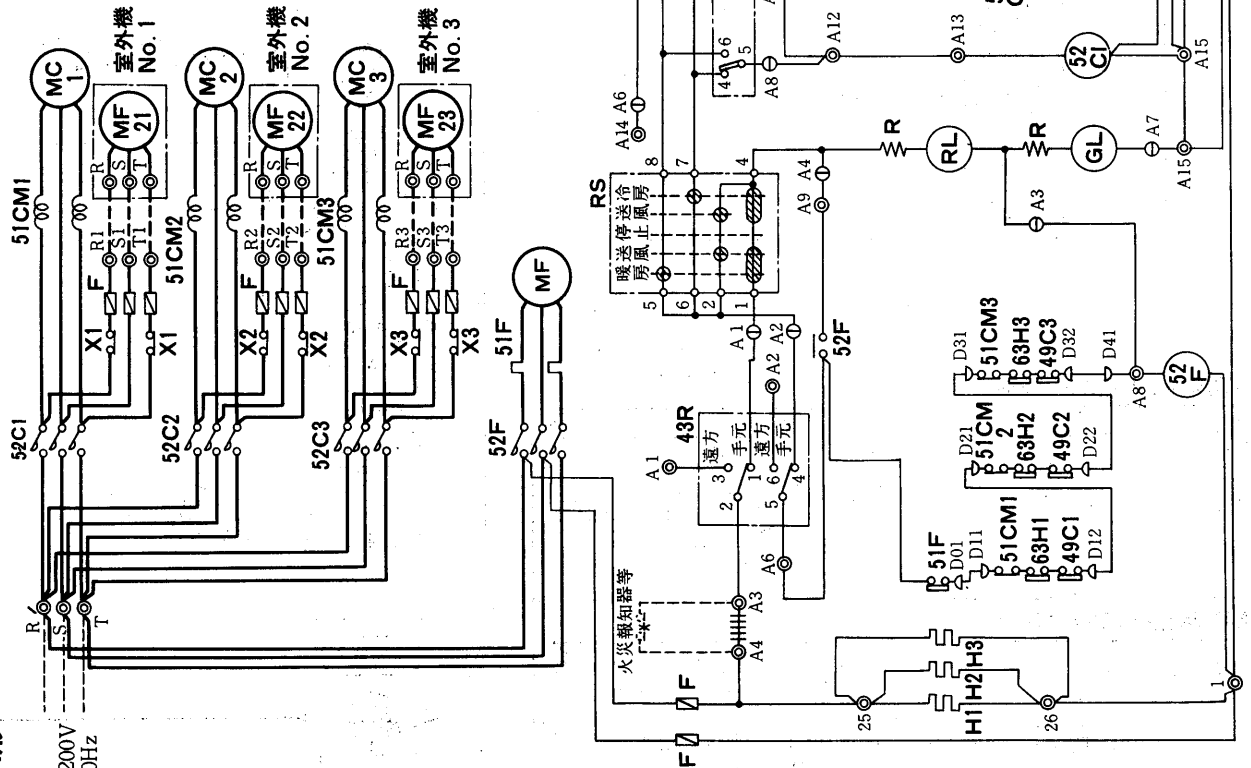 室外機
No. 1
室外機
No. 2
室外機
No. 3
MC
1
MC
2
MC
3
MF
21
MF
22
MF
23
R
S
T
R
S
T
R
S
T
51CM1
51CM2
51CM3
R1
S1
T1
R2
S2
T2
R3
S3
T3
F
F
F
X1
X1
X2
X2
X3
X3
52C1
52C2
52C3
52F
51F
MF
R
S
T
200V
0Hz
火災報知器等
A3
A4
F
F
25
26
H1
H2
H3
1
A14
A6
RS
8
7
4
冷房
送風
停止
送風
暖房
5
6
2
1
A1
A2
A2
43R
A1
遠方
手元
遠方
手元
3
1
6
4
2
5
A6
52F
A9
A4
6
5
4
A8
A12
A13
52
CI
A15
R
RL
R
GL
A7
A15
A3
51F
D01
D11
51CM1
63H1
49C1
D12
D21
51CM
2
63H2
49C2
D22
D31
51CM3
63H3
49C3
D32
D41
A8
52
F